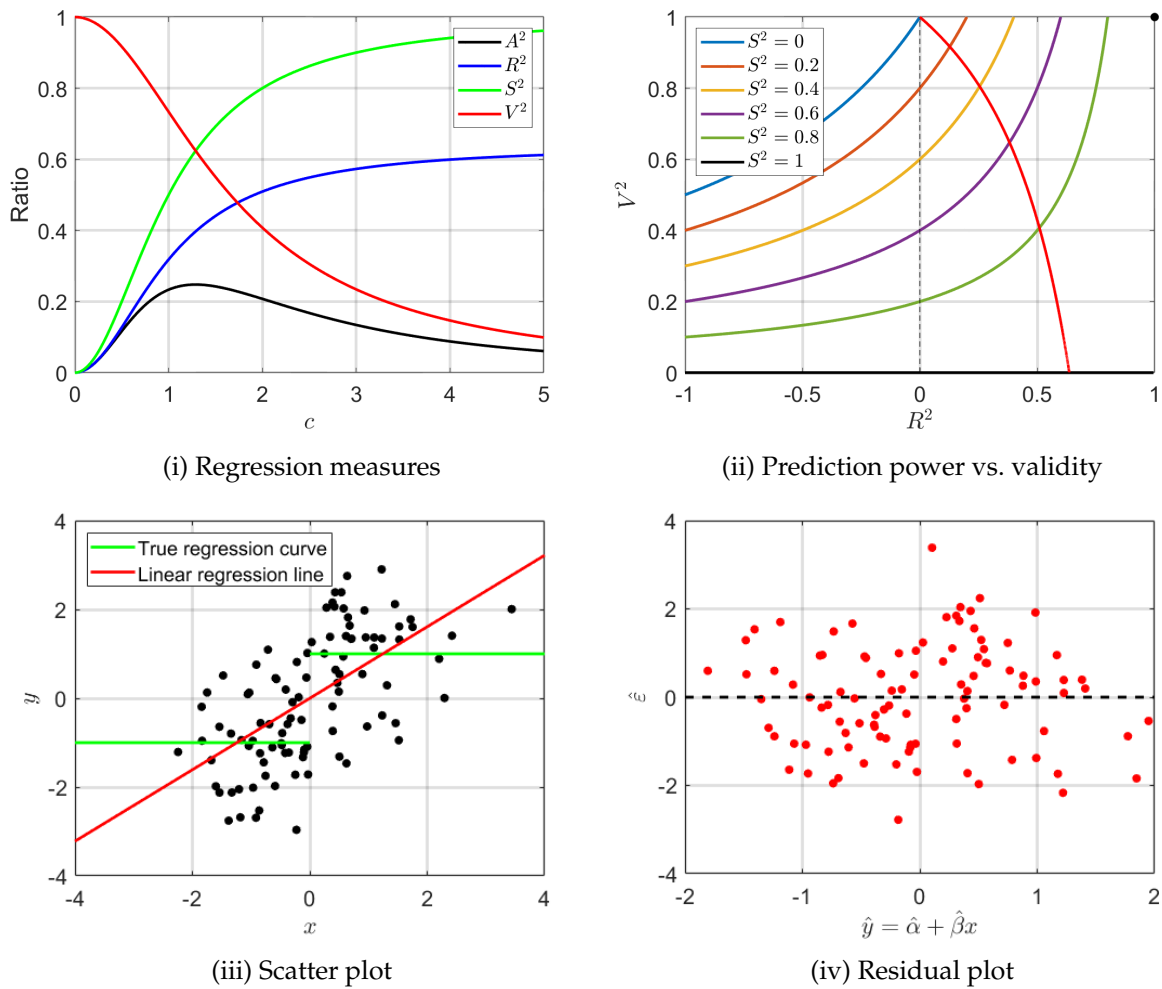 1
0.8
0.6
0.4
0.2
0
Ratio
A²
R²
S²
V²
0 1 2 3 4 5
c
(i) Regression measures
1
0.8
0.6
0.4
0.2
0
V²
S² = 0
S² = 0.2
S² = 0.4
S² = 0.6
S² = 0.8
S² = 1
-1 -0.5 0 0.5 1
R²
(ii) Prediction power vs. validity
4
2
0
-2
-4
y
True regression curve
Linear regression line
-4 -2 0 2 4
x
(iii) Scatter plot
4
2
0
-2
-4
ε̂
-2 -1 0 1 2
ŷ = α̂ + β̂x
(iv) Residual plot